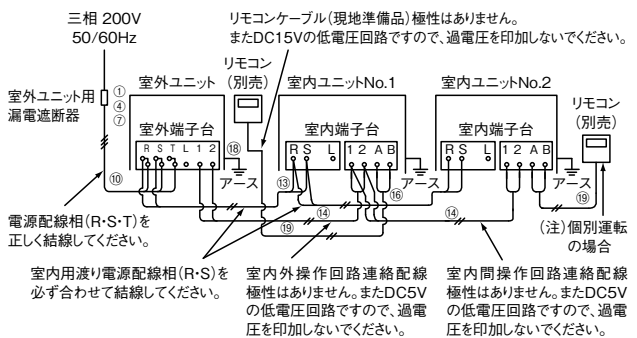 三相 200V
50/60Hz
リモコンケーブル(現地準備品)極性はありません。
またDC15Vの低電圧回路ですので、過電圧を印加しないでください。
室外ユニット用
漏電遮断器
①
④
⑦
室外ユニット
リモコン
(別売)
室内ユニットNo.1
室内ユニットNo.2
リモコン
(別売)
室外端子台
R S T L 1 2
⑱
アース
室内端子台
R S L 1 2 A B
アース
室内端子台
R S L 1 2 A B
アース
⑩
⑬
⑯
⑭
⑲
⑭
⑲
電源配線相(R・S・T)を
正しく結線してください。
(注)個別運転
の場合
室内用渡り電源配線相(R・S)を
必ず合わせて結線してください。
室内外操作回路連絡配線
極性はありません。またDC5V
の低電圧回路ですので、過電
圧を印加しないでください。
室内間操作回路連絡配線
極性はありません。またDC5V
の低電圧回路ですので、過電
圧を印加しないでください。